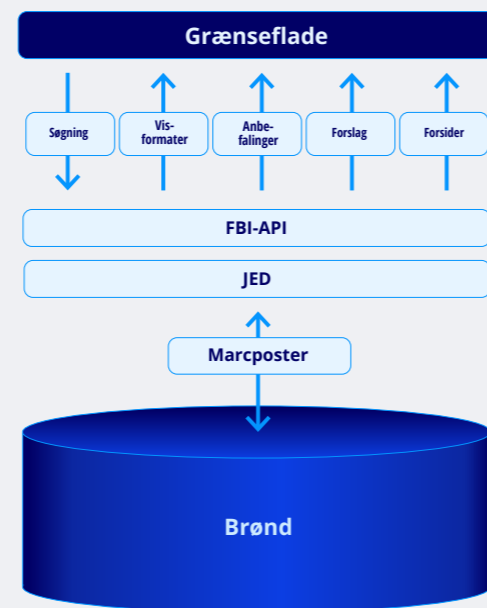 Grænseflade
Søgning
Vis-
formater
Anbe-
falinger
Forslag
Forsider
FBI-API
JED
Marcposter
Brønd